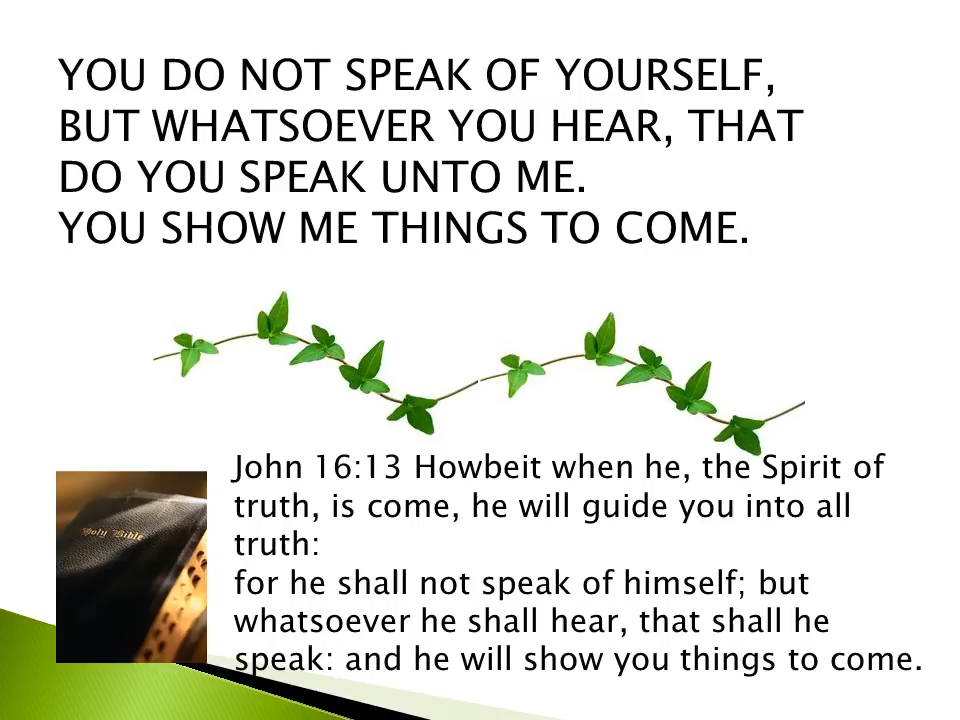 YOU DO NOT SPEAK OF YOURSELF,
BUT WHATSOEVER YOU HEAR, THAT
DO YOU SPEAK UNTO ME.
YOU SHOW ME THINGS TO COME.
John 16:13 Howbeit when he, the Spirit of
truth, is come, he will guide you into all
truth:
for he shall not speak of himself; but
whatsoever he shall hear, that shall he
speak: and he will show you things to come.
Holy Bible